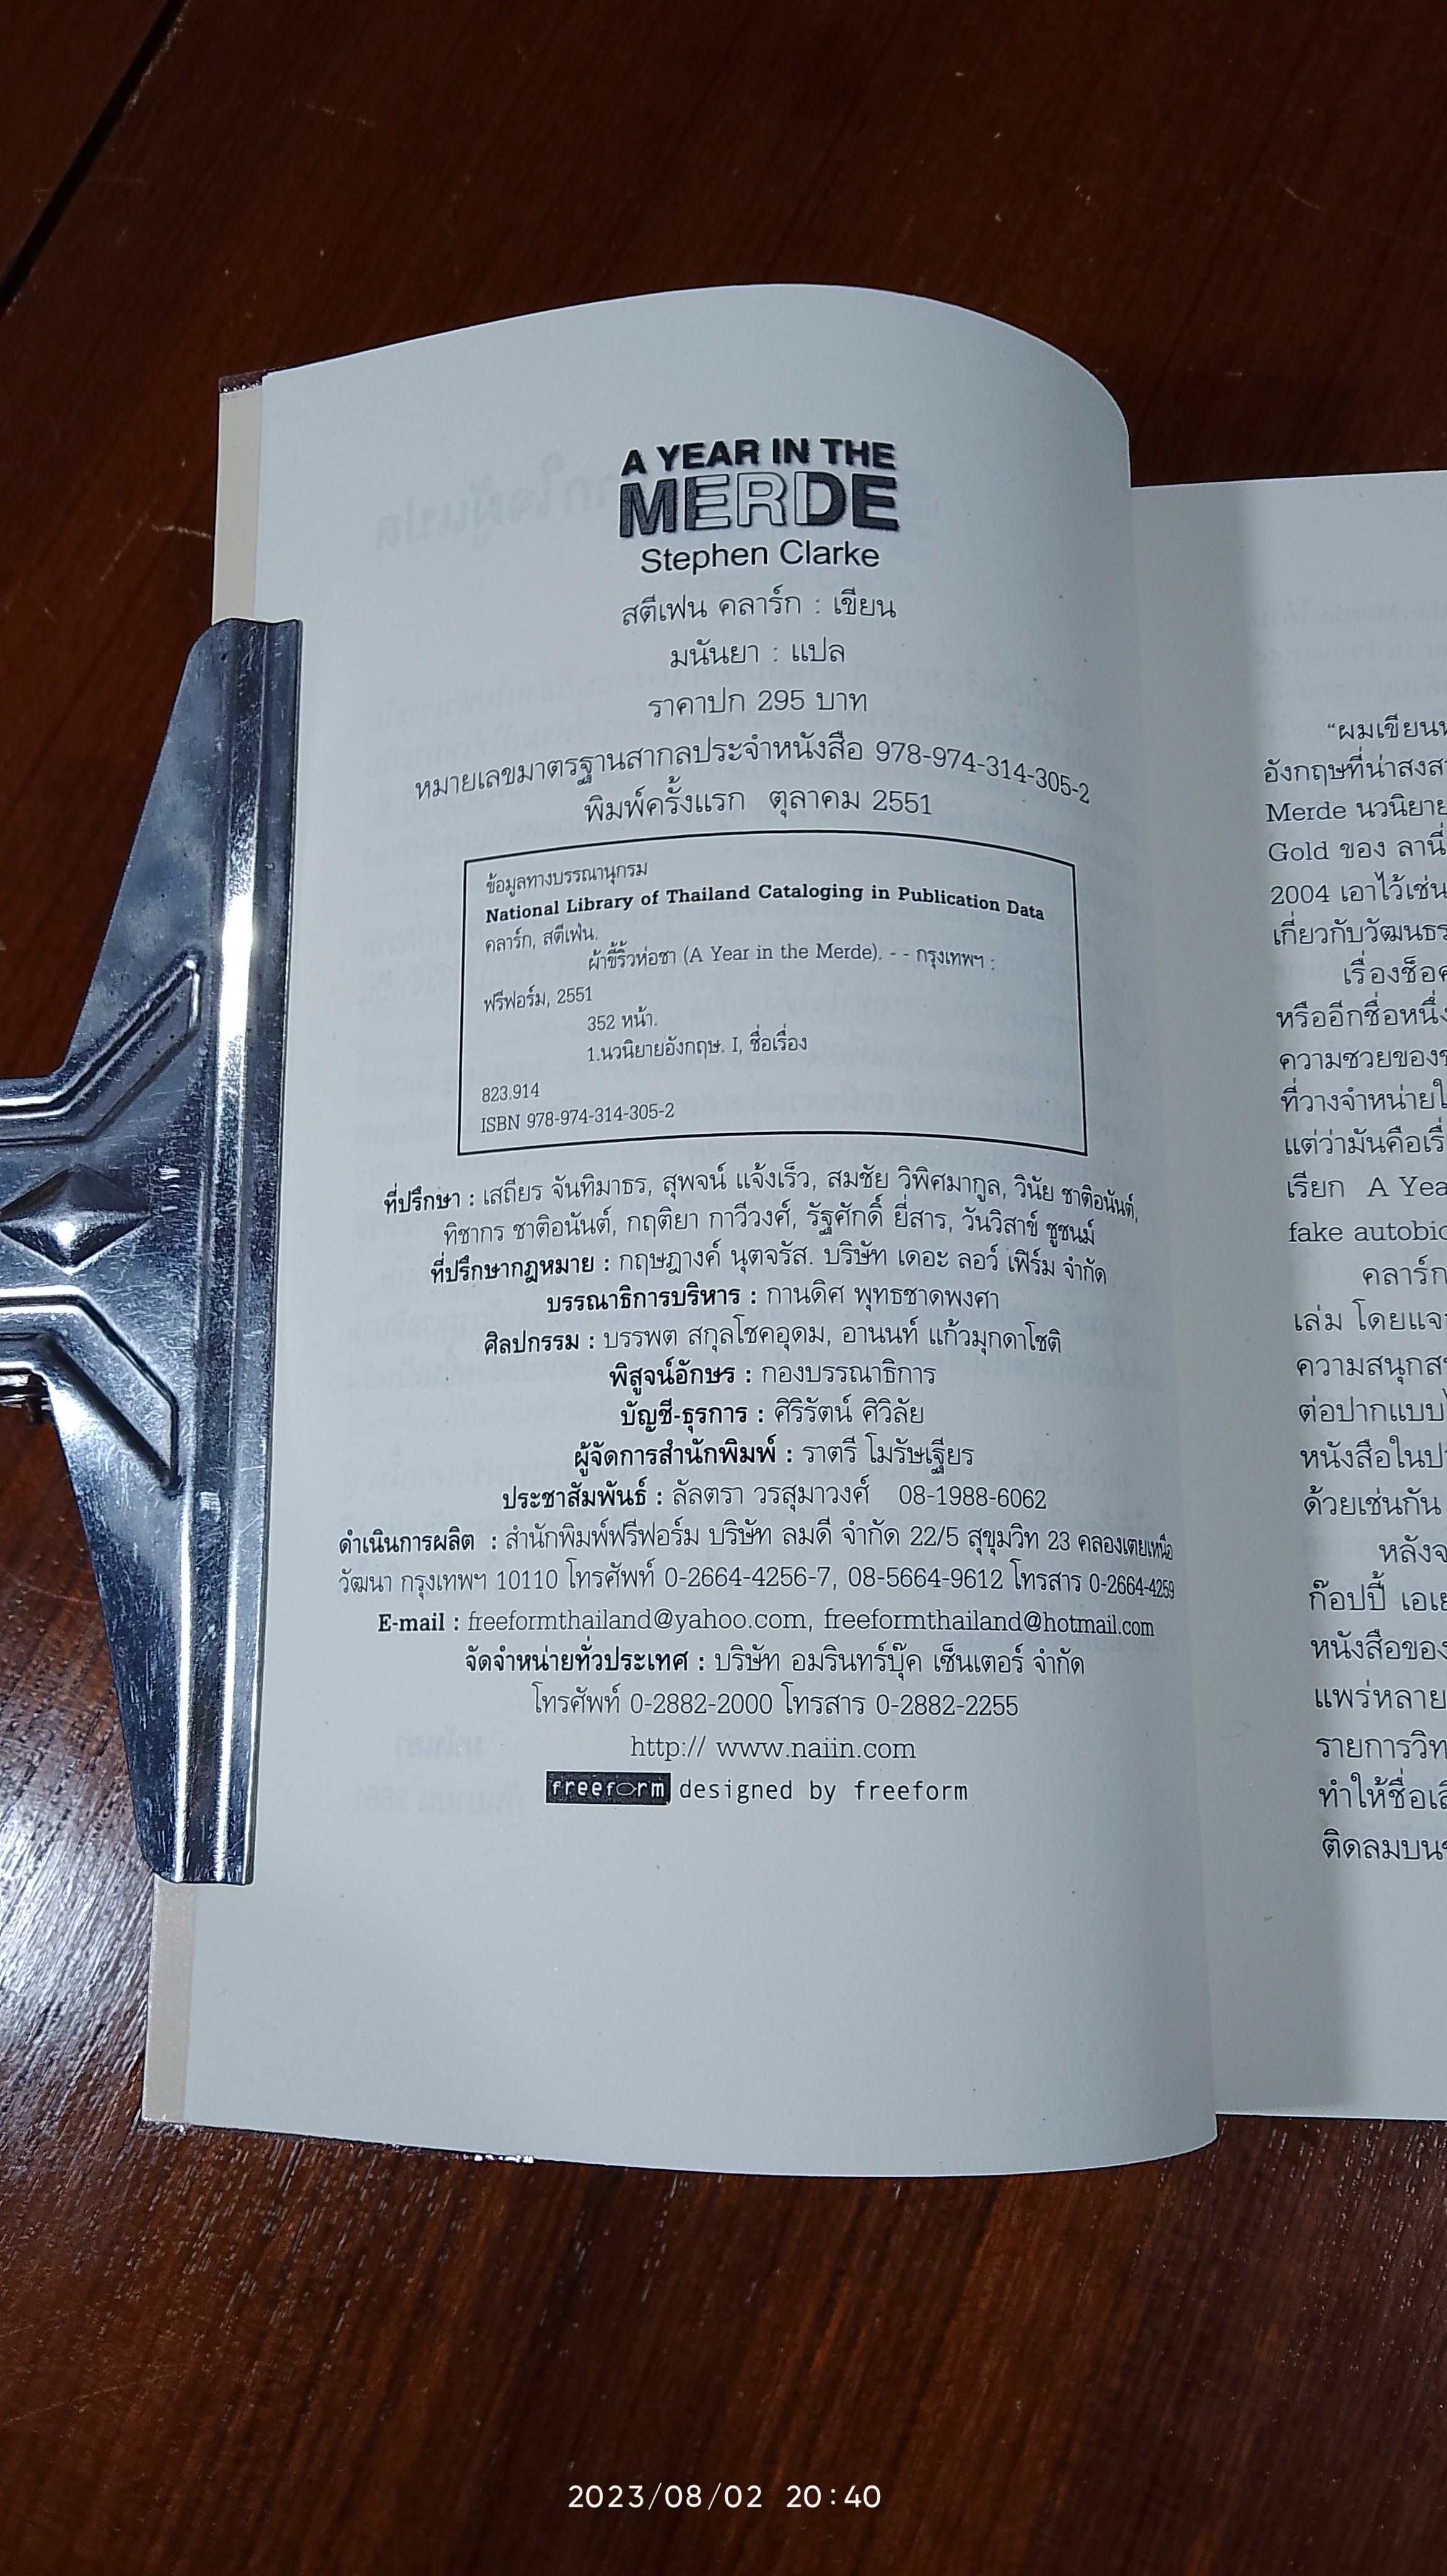 A YEAR IN THE
MERDE
Stephen Clarke
สตีเฟน คลาร์ก : เขียน
มนันยา : แปล
ราคาปก 295 บาท
หมายเลขมาตรฐานสากลประจำหนังสือ 978-974-314-305-2
พิมพ์ครั้งแรก ตุลาคม 2551
ข้อมูลทางบรรณานุกรม
National Library of Thailand Cataloging in Publication Data
คลาร์ก, สตีเฟ่น.
ผ้าขี้ริ้วห่อชา (A Year in the Merde). - - กรุงเทพฯ :
ฟรีฟอร์ม, 2551
352 หน้า.
1.นวนิยายอังกฤษ. I, ชื่อเรื่อง
823.914
ISBN 978-974-314-305-2
ที่ปรึกษา : เสถียร จันทิมาธร, สุพจน์ แจ้งเร็ว, สมชัย วิพิศมากูล, วินัย ชาติอนันต์,
ทิชากร ชาติอนันต์, กฤติยา กาวีวงศ์, รัฐศักดิ์ ยี่สาร, วันวิสาข์ ชูชนม์
ที่ปรึกษากฎหมาย : กฤษฎางค์ นุตจรัส. บริษัท เดอะ ลอว์ เฟิร์ม จำกัด
บรรณาธิการบริหาร : กานดิศ พุทธชาดพงศา
ศิลปกรรม : บรรพต สกุลโชคอุดม, อานนท์ แก้วมุกดาโชติ
พิสูจน์อักษร : กองบรรณาธิการ
บัญชี-ธุรการ : ศิริรัตน์ ศิวิลัย
ผู้จัดการสำนักพิมพ์ : ราตรี โมรัษเฐียร
ประชาสัมพันธ์ : ลัลตรา วรสุมาวงศ์ 08-1988-6062
ดำเนินการผลิต : สำนักพิมพ์ฟรีฟอร์ม บริษัท ลมดี จำกัด 22/5 สุขุมวิท 23 คลองเตยเหนือ
วัฒนา กรุงเทพฯ 10110 โทรศัพท์ 0-2664-4256-7, 08-5664-9612 โทรสาร 0-2664-4259
E-mail : freeformthailand@yahoo.com, freeformthailand@hotmail.com
จัดจำหน่ายทั่วประเทศ : บริษัท อมรินทร์บุ๊ค เซ็นเตอร์ จำกัด
โทรศัพท์ 0-2882-2000 โทรสาร 0-2882-2255
http:// www.naiin.com
freeform designed by freeform
“ผมเขียน
อังกฤษที่น่าสงสา
Merde นวนิยาย
Gold ของ ลานี่
2004 เอาไว้เช่น
เกี่ยวกับวัฒนธร
เรื่องช็อค
หรืออีกชื่อหนึ่ง
ความซวยของ
ที่วางจำหน่าย
แต่ว่ามันคือเรื่
เรียก A Yea
fake autobio
คลาร์ก
เล่ม โดยแจ
ความสนุกส
ต่อปากแบบ
หนังสือใน
ด้วยเช่นกัน
หลังจ
ก๊อปปี้ เอเย
หนังสือของ
แพร่หลาย
รายการวิท
ทำให้ชื่อเสี
ติดลมบน
2023/08/02 20:40